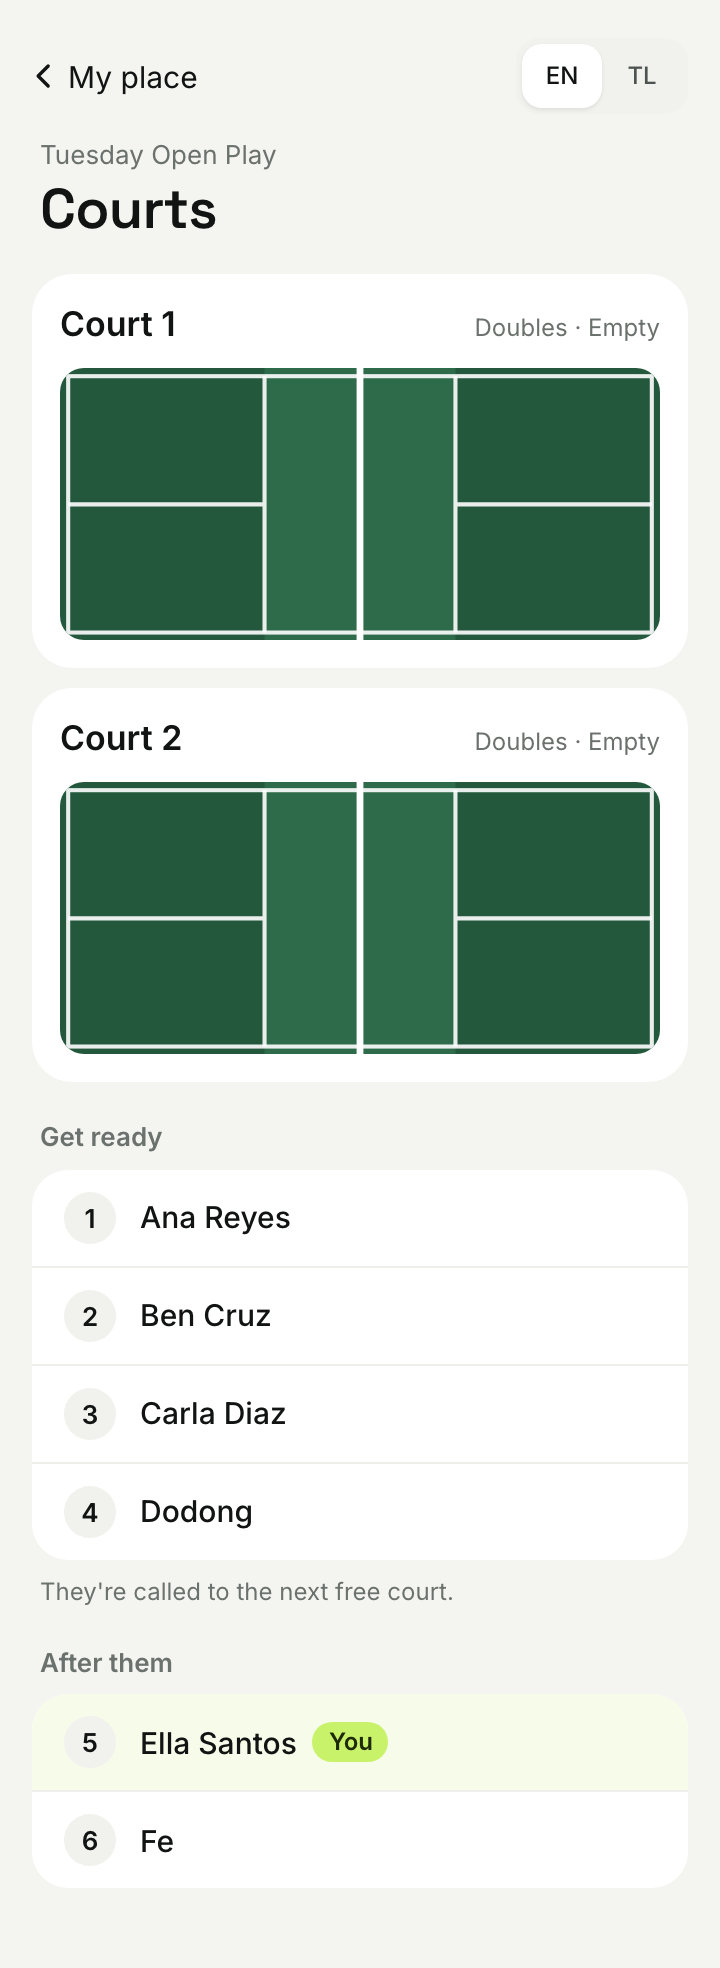 My place
EN
TL
Tuesday Open Play
Courts
Court 1
Doubles · Empty
Court 2
Doubles · Empty
Get ready
1 Ana Reyes
2 Ben Cruz
3 Carla Diaz
4 Dodong
They're called to the next free court.
After them
5 Ella Santos You
6 Fe